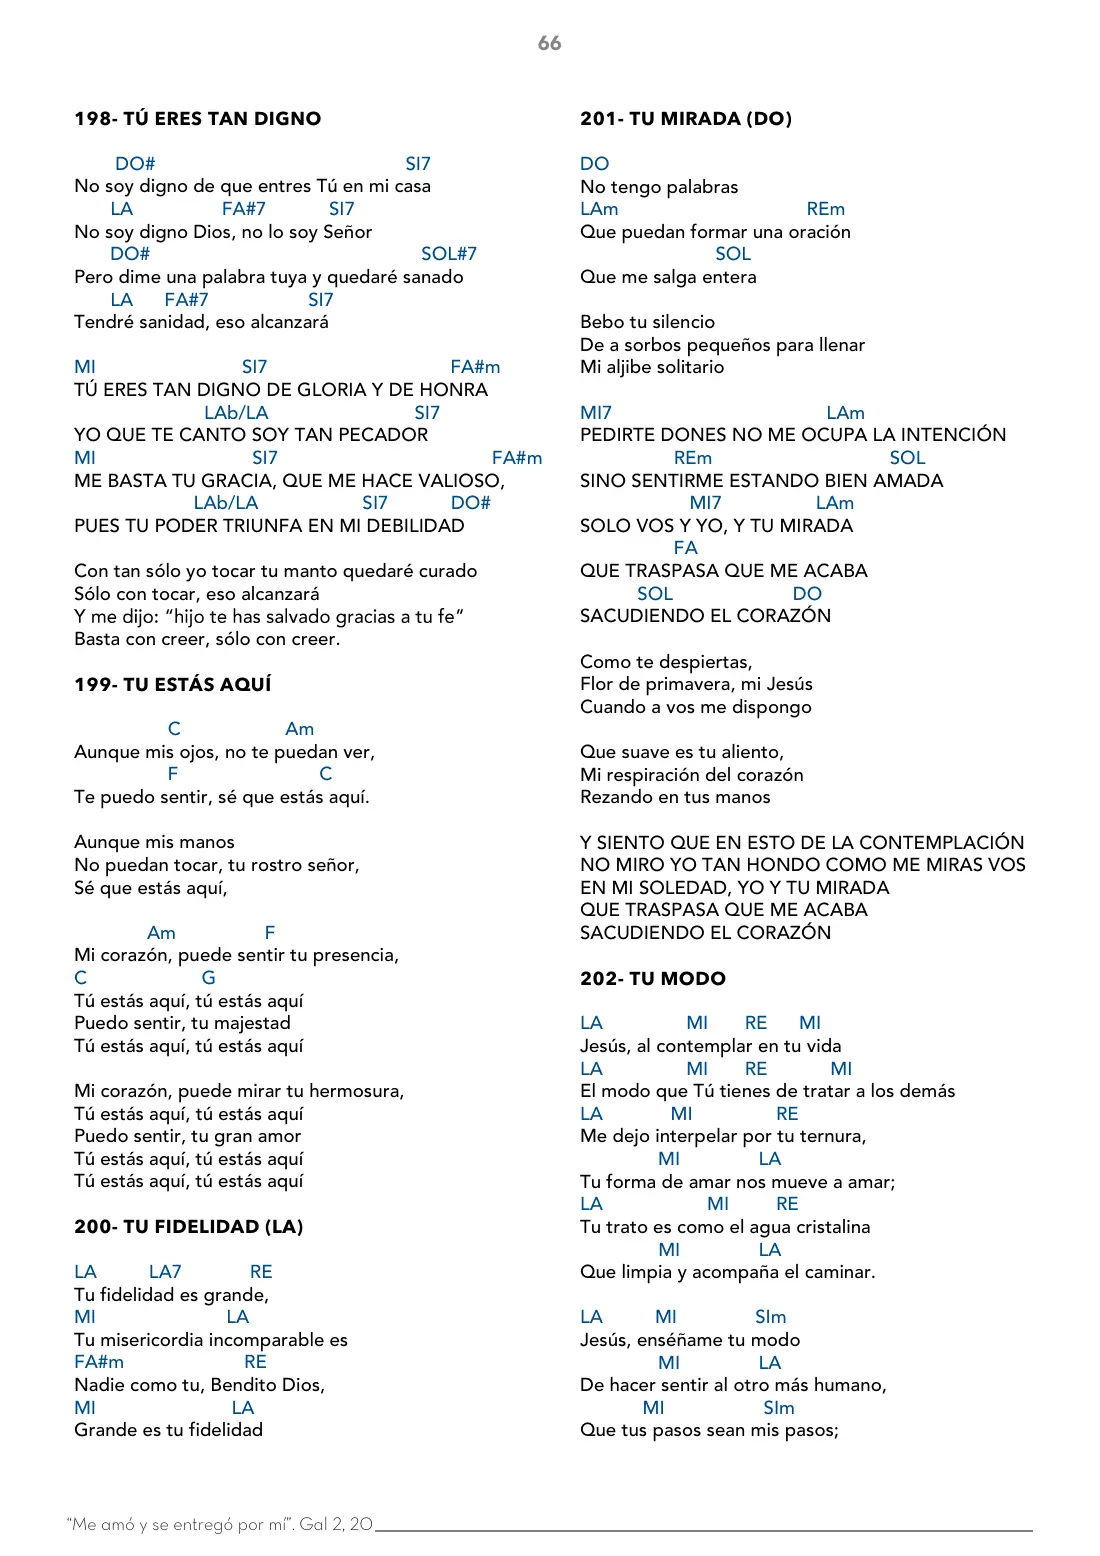 66
198- TÚ ERES TAN DIGNO
DO# SI7
No soy digno de que entres Tú en mi casa
LA FA#7 SI7
No soy digno Dios, no lo soy Señor
DO# SOL#7
Pero dime una palabra tuya y quedaré sanado
LA FA#7 SI7
Tendré sanidad, eso alcanzará
MI SI7 FA#m
TÚ ERES TAN DIGNO DE GLORIA Y DE HONRA
LAb/LA SI7
YO QUE TE CANTO SOY TAN PECADOR
MI SI7 FA#m
ME BASTA TU GRACIA, QUE ME HACE VALIOSO,
LAb/LA SI7 DO#
PUES TU PODER TRIUNFA EN MI DEBILIDAD
Con tan sólo yo tocar tu manto quedaré curado
Sólo con tocar, eso alcanzará
Y me dijo: “hijo te has salvado gracias a tu fe”
Basta con creer, sólo con creer.
199- TU ESTÁS AQUÍ
C Am
Aunque mis ojos, no te puedan ver,
F C
Te puedo sentir, sé que estás aquí.
Aunque mis manos
No puedan tocar, tu rostro señor,
Sé que estás aquí,
Am F
Mi corazón, puede sentir tu presencia,
C G
Tú estás aquí, tú estás aquí
Puedo sentir, tu majestad
Tú estás aquí, tú estás aquí
Mi corazón, puede mirar tu hermosura,
Tú estás aquí, tú estás aquí
Puedo sentir, tu gran amor
Tú estás aquí, tú estás aquí
Tú estás aquí, tú estás aquí
200- TU FIDELIDAD (LA)
LA LA7 RE
Tu fidelidad es grande,
MI LA
Tu misericordia incomparable es
FA#m RE
Nadie como tu, Bendito Dios,
MI LA
Grande es tu fidelidad
201- TU MIRADA (DO)
DO
No tengo palabras
LAm REm
Que puedan formar una oración
SOL
Que me salga entera
Bebo tu silencio
De a sorbos pequeños para llenar
Mi aljibe solitario
MI7 LAm
PEDIRTE DONES NO ME OCUPA LA INTENCIÓN
REm SOL
SINO SENTIRME ESTANDO BIEN AMADA
MI7 LAm
SOLO VOS Y YO, Y TU MIRADA
FA
QUE TRASPASA QUE ME ACABA
SOL DO
SACUDIENDO EL CORAZÓN
Como te despiertas,
Flor de primavera, mi Jesús
Cuando a vos me dispongo
Que suave es tu aliento,
Mi respiración del corazón
Rezando en tus manos
Y SIENTO QUE EN ESTO DE LA CONTEMPLACIÓN
NO MIRO YO TAN HONDO COMO ME MIRAS VOS
EN MI SOLEDAD, YO Y TU MIRADA
QUE TRASPASA QUE ME ACABA
SACUDIENDO EL CORAZÓN
202- TU MODO
LA MI RE MI
Jesús, al contemplar en tu vida
LA MI RE MI
El modo que Tú tienes de tratar a los demás
LA MI RE
Me dejo interpelar por tu ternura,
MI LA
Tu forma de amar nos mueve a amar;
LA MI RE
Tu trato es como el agua cristalina
MI LA
Que limpia y acompaña el caminar.
LA MI SIm
Jesús, enséñame tu modo
MI LA
De hacer sentir al otro más humano,
MI SIm
Que tus pasos sean mis pasos;
“Me amó y se entregó por mí”. Gal 2, 20